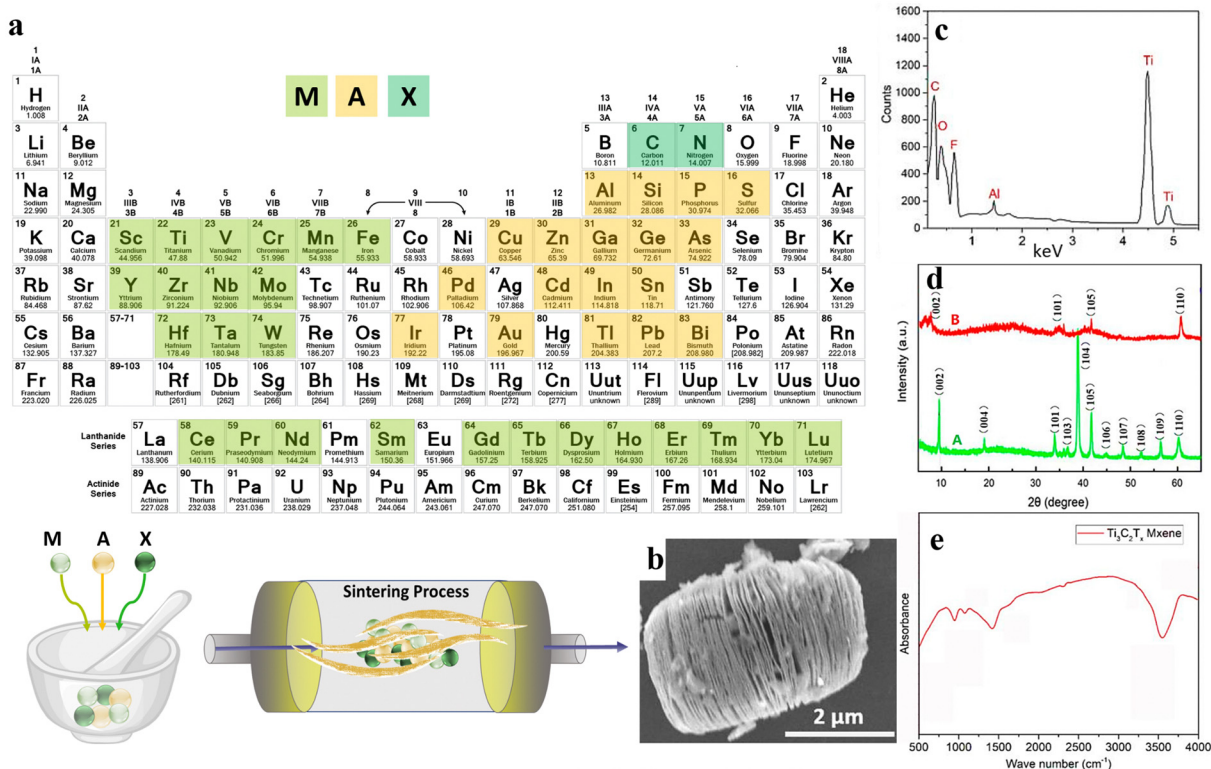 a
1
IA
1A
18
VIIIA
8A
1
H
Hydrogen
1.008
2
IIA
2A
M A X
13
IIIA
3A
14
IVA
4A
15
VA
5A
16
VIA
6A
17
VIIA
7A
2
He
Helium
4.003
3
Li
Lithium
6.941
4
Be
Beryllium
9.012
5
B
Boron
10.811
6
C
Carbon
12.011
7
N
Nitrogen
14.007
8
O
Oxygen
15.999
9
F
Fluorine
18.998
10
Ne
Neon
20.180
11
Na
Sodium
22.990
12
Mg
Magnesium
24.305
3
IIIB
3B
4
IVB
4B
5
VB
5B
6
VIB
6B
7
VIIB
7B
8
9
VIII
8
10
11
IB
1B
12
IIB
2B
13
Al
Aluminum
26.982
14
Si
Silicon
28.086
15
P
Phosphorus
30.974
16
S
Sulfur
32.066
17
Cl
Chlorine
35.453
18
Ar
Argon
39.948
19
K
Potassium
39.098
20
Ca
Calcium
40.078
21
Sc
Scandium
44.956
22
Ti
Titanium
47.88
23
V
Vanadium
50.942
24
Cr
Chromium
51.996
25
Mn
Manganese
54.938
26
Fe
Iron
55.933
27
Co
Cobalt
58.933
28
Ni
Nickel
58.693
29
Cu
Copper
63.546
30
Zn
Zinc
65.39
31
Ga
Gallium
69.732
32
Ge
Germanium
72.61
33
As
Arsenic
74.922
34
Se
Selenium
78.09
35
Br
Bromine
79.904
36
Kr
Krypton
84.80
37
Rb
Rubidium
84.468
38
Sr
Strontium
87.62
39
Y
Yttrium
88.906
40
Zr
Zirconium
91.224
41
Nb
Niobium
92.906
42
Mo
Molybdenum
95.94
43
Tc
Technetium
98.907
44
Ru
Ruthenium
101.07
45
Rh
Rhodium
102.906
46
Pd
Palladium
106.42
47
Ag
Silver
107.868
48
Cd
Cadmium
112.411
49
In
Indium
114.818
50
Sn
Tin
118.71
51
Sb
Antimony
121.760
52
Te
Tellurium
127.6
53
I
Iodine
126.904
54
Xe
Xenon
131.29
55
Cs
Cesium
132.905
56
Ba
Barium
137.327
57-71
72
Hf
Hafnium
178.49
73
Ta
Tantalum
180.948
74
W
Tungsten
183.85
75
Re
Rhenium
186.207
76
Os
Osmium
190.23
77
Ir
Iridium
192.22
78
Pt
Platinum
195.08
79
Au
Gold
196.967
80
Hg
Mercury
200.59
81
Tl
Thallium
204.383
82
Pb
Lead
207.2
83
Bi
Bismuth
208.980
84
Po
Polonium
[208.982]
85
At
Astatine
209.987
86
Rn
Radon
222.018
87
Fr
Francium
223.020
88
Ra
Radium
226.025
89-103
104
Rf
Rutherfordium
[261]
105
Db
Dubnium
[262]
106
Sg
Seaborgium
[266]
107
Bh
Bohrium
[264]
108
Hs
Hassium
[269]
109
Mt
Meitnerium
[268]
110
Ds
Darmstadtium
[269]
111
Rg
Roentgenium
[272]
112
Cn
Copernicium
[277]
113
Uut
Ununtrium
unknown
114
Fl
Flerovium
[289]
115
Uup
Ununpentium
unknown
116
Lv
Livermorium
[298]
117
Uus
Ununseptium
unknown
118
Uuo
Ununoctium
unknown
Lanthanide
Series
57
La
Lanthanum
138.906
58
Ce
Cerium
140.115
59
Pr
Praseodymium
140.908
60
Nd
Neodymium
144.24
61
Pm
Promethium
144.913
62
Sm
Samarium
150.36
63
Eu
Europium
151.966
64
Gd
Gadolinium
157.25
65
Tb
Terbium
158.925
66
Dy
Dysprosium
162.50
67
Ho
Holmium
164.930
68
Er
Erbium
167.26
69
Tm
Thulium
168.934
70
Yb
Ytterbium
173.04
71
Lu
Lutetium
174.967
Actinide
Series
89
Ac
Actinium
227.028
90
Th
Thorium
232.038
91
Pa
Protactinium
231.036
92
U
Uranium
238.029
93
Np
Neptunium
237.048
94
Pu
Plutonium
244.064
95
Am
Americium
243.061
96
Cm
Curium
247.070
97
Bk
Berkelium
247.070
98
Cf
Californium
251.080
99
Es
Einsteinium
[254]
100
Fm
Fermium
257.095
101
Md
Mendelevium
258.1
102
No
Nobelium
259.101
103
Lr
Lawrencium
[262]
M A X
Sintering Process
b
2 µm
c
1600
1400
1200
1000
800
600
400
200
0
Counts
C
O
F
Al
Ti
Ti
0 1 2 3 4 5 6
keV
d
Intensity (a.u.)
(002)
B
(101)
(105)
(110)
(002)
A
(004)
(101)
(103)
(104)
(105)
(106)
(107)
(108)
(109)
(110)
10 20 30 40 50 60
2θ (degree)
e
Ti3C2Tx Mxene
Absorbance
500 1000 1500 2000 2500 3000 3500 4000
Wave number (cm-1)